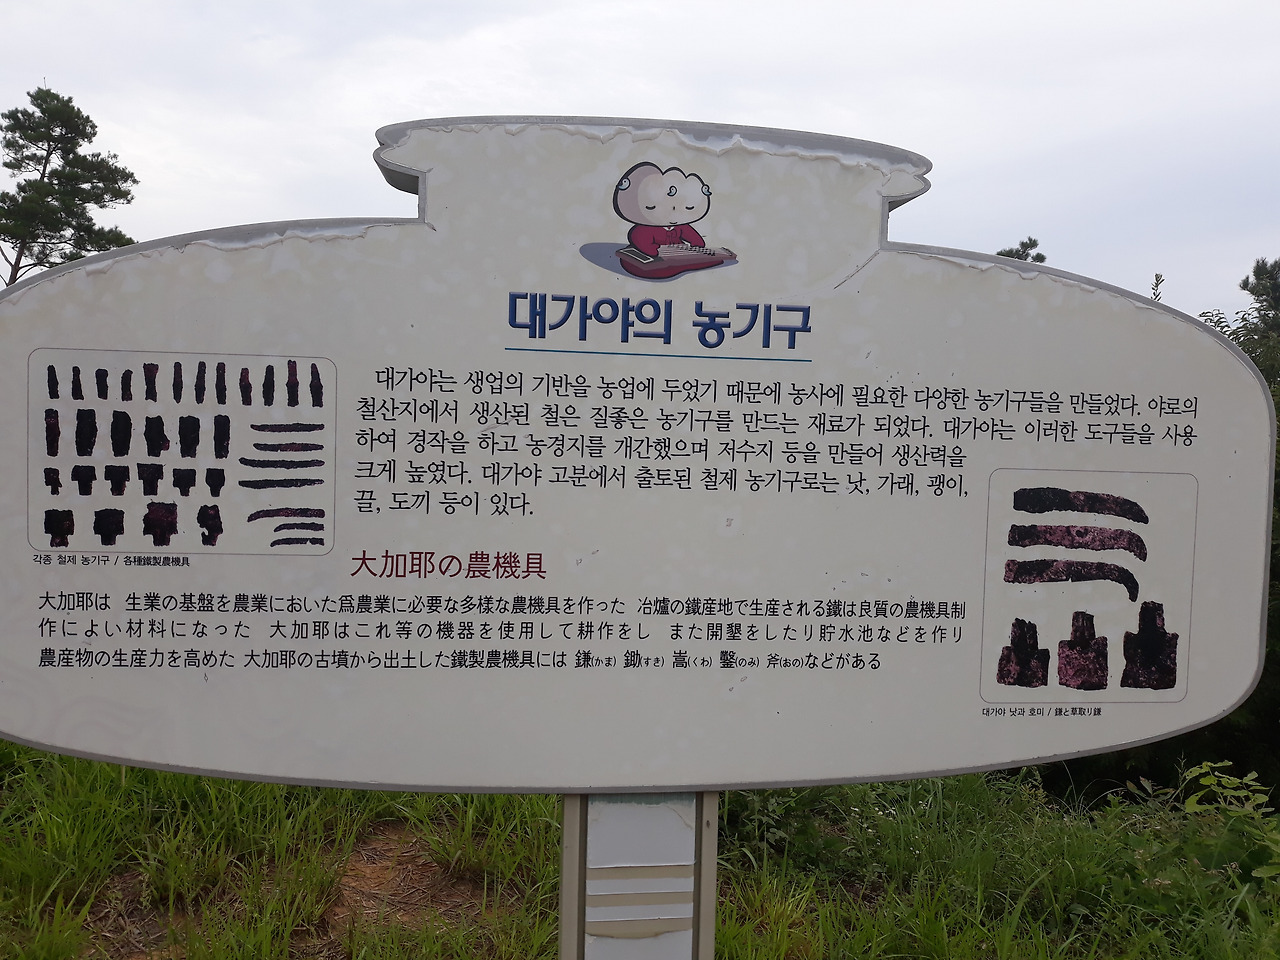 대가야의 농기구
대가야는 생업의 기반을 농업에 두었기 때문에 농사에 필요한 다양한 농기구들을 만들었다. 야로의
철산지에서 생산된 철은 질좋은 농기구를 만드는 재료가 되었다. 대가야는 이러한 도구들을 사용
하여 경작을 하고 농경지를 개간했으며 저수지 등을 만들어 생산력을
크게 높였다. 대가야 고분에서 출토된 철제 농기구로는 낫, 가래, 괭이,
끌, 도끼 등이 있다.
각종 철제 농기구 / 各種鐵製農機具
大加耶の農機具
大加耶は 生業の基盤を農業においた爲農業に必要な多様な農機具を作った 冶爐の鐵産地で生産される鐵は良質の農機具制
作によい材料になった 大加耶はこれ等の機器を使用して耕作をし また開墾をしたり貯水池などを作り
農産物の生産力を高めた 大加耶の古墳から出土した鐵製農機具には 鎌(かま) 鋤(すき) 嵩(くわ) 鑿(のみ) 斧(おの)などがある
대가야 낫과 호미 / 鎌と草取り鎌